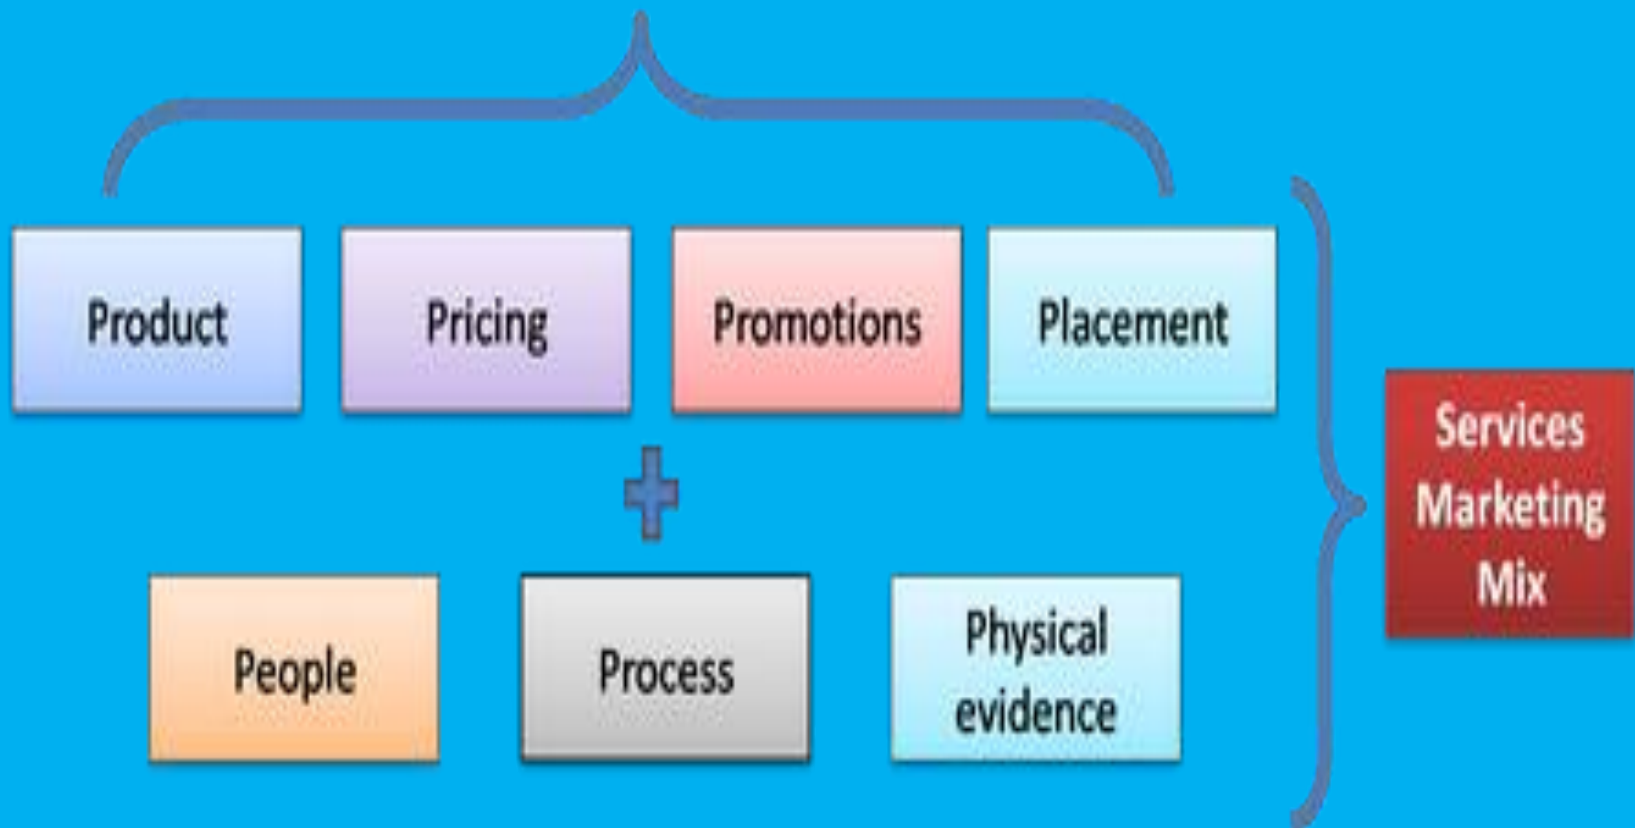 Product
Pricing
Promotions
Placement
People
Process
Physical
evidence
Services
Marketing
Mix